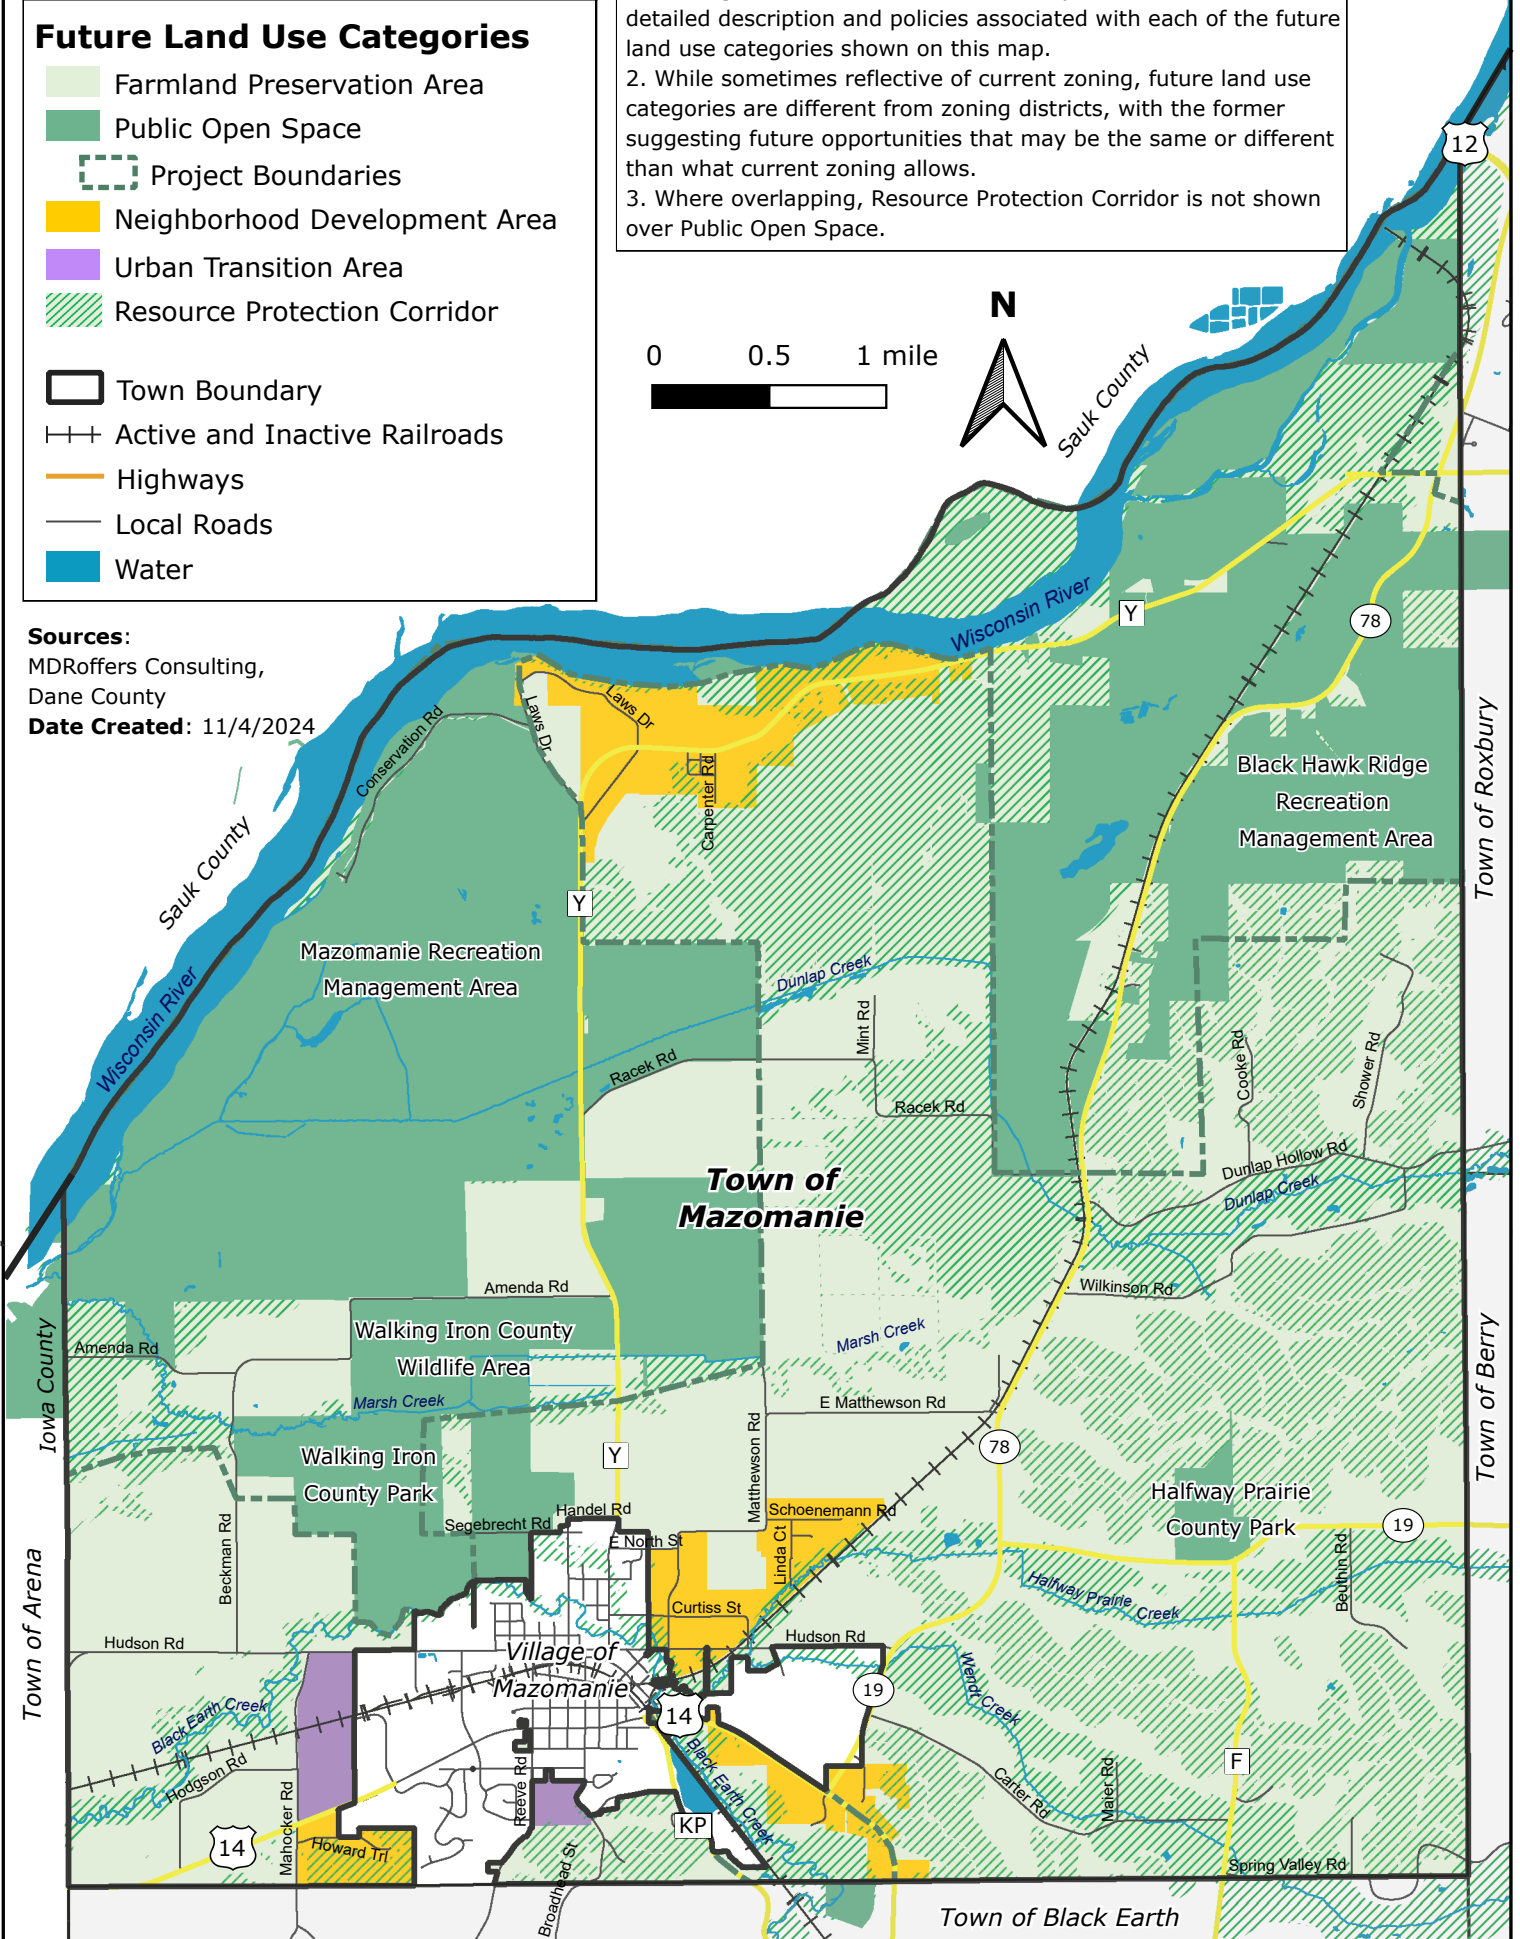 Future Land Use Categories
Farmland Preservation Area
Public Open Space
Project Boundaries
Neighborhood Development Area
Urban Transition Area
Resource Protection Corridor
Town Boundary
Active and Inactive Railroads
Highways
Local Roads
Water
detailed description and policies associated with each of the future
land use categories shown on this map.
2. While sometimes reflective of current zoning, future land use
categories are different from zoning districts, with the former
suggesting future opportunities that may be the same or different
than what current zoning allows.
3. Where overlapping, Resource Protection Corridor is not shown
over Public Open Space.
12
N
0 0.5 1 mile
Sauk County
Sources:
MDRoffers Consulting,
Dane County
Date Created: 11/4/2024
Wisconsin River
Y
78
Laws Dr
Laws Dr
Conservation Rd
Carpenter Rd
Black Hawk Ridge
Recreation
Management Area
Town of Roxbury
Sauk County
Y
Mazomanie Recreation
Management Area
Wisconsin River
Dunlap Creek
Mint Rd
Racek Rd
Racek Rd
Cooke Rd
Shower Rd
Dunlap Hollow Rd
Dunlap Creek
Town of
Mazomanie
Amenda Rd
Wilkinson Rd
Walking Iron County
Wildlife Area
Amenda Rd
Marsh Creek
Marsh Creek
Iowa County
Town of Berry
E Matthewson Rd
Matthewson Rd
78
Y
Walking Iron
County Park
Halfway Prairie
County Park
19
Handel Rd
Segebrecht Rd
E North St
Schoenemann Rd
Linda Ct
Beckman Rd
Beuthin Rd
Halfway Prairie
Creek
Curtiss St
Town of Arena
Hudson Rd
Hudson Rd
Village of
Mazomanie
Wendt Creek
19
14
Black Earth Creek
Black Earth Creek
Hodgson Rd
Mahocker Rd
Reeve Rd
Carter Rd
Maier Rd
F
KP
14
Howard Trl
Broadhead St
Spring Valley Rd
Town of Black Earth